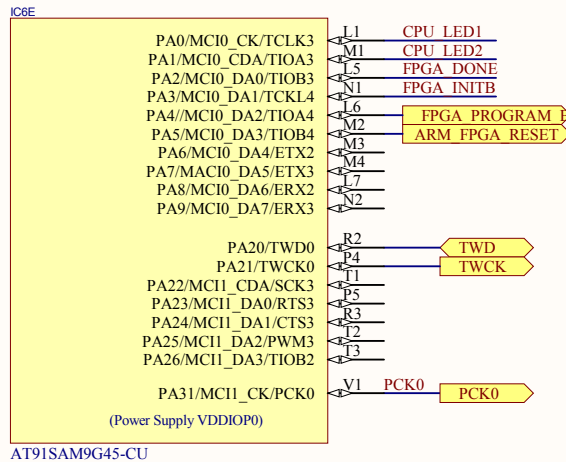 IC6E
PA0/MCI0_CK/TCLK3 L1 CPU_LED1
PA1/MCI0_CDA/TIOA3 M1 CPU_LED2
PA2/MCI0_DA0/TIOB3 L5 FPGA_DONE
PA3/MCI0_DA1/TCKL4 N1 FPGA_INITB
PA4//MCI0_DA2/TIOA4 L6 FPGA_PROGRAM_B
PA5/MCI0_DA3/TIOB4 M2 ARM_FPGA_RESET
PA6/MCI0_DA4/ETX2 M3
PA7/MACI0_DA5/ETX3 M4
PA8/MCI0_DA6/ERX2 L7
PA9/MCI0_DA7/ERX3 N2
PA20/TWD0 R2 TWD
PA21/TWCK0 P4 TWCK
PA22/MCI1_CDA/SCK3 T1
PA23/MCI1_DA0/RTS3 P5
PA24/MCI1_DA1/CTS3 R3
PA25/MCI1_DA2/PWM3 T2
PA26/MCI1_DA3/TIOB2 T3
PA31/MCI1_CK/PCK0 V1 PCK0 PCK0
(Power Supply VDDIOP0)
AT91SAM9G45-CU